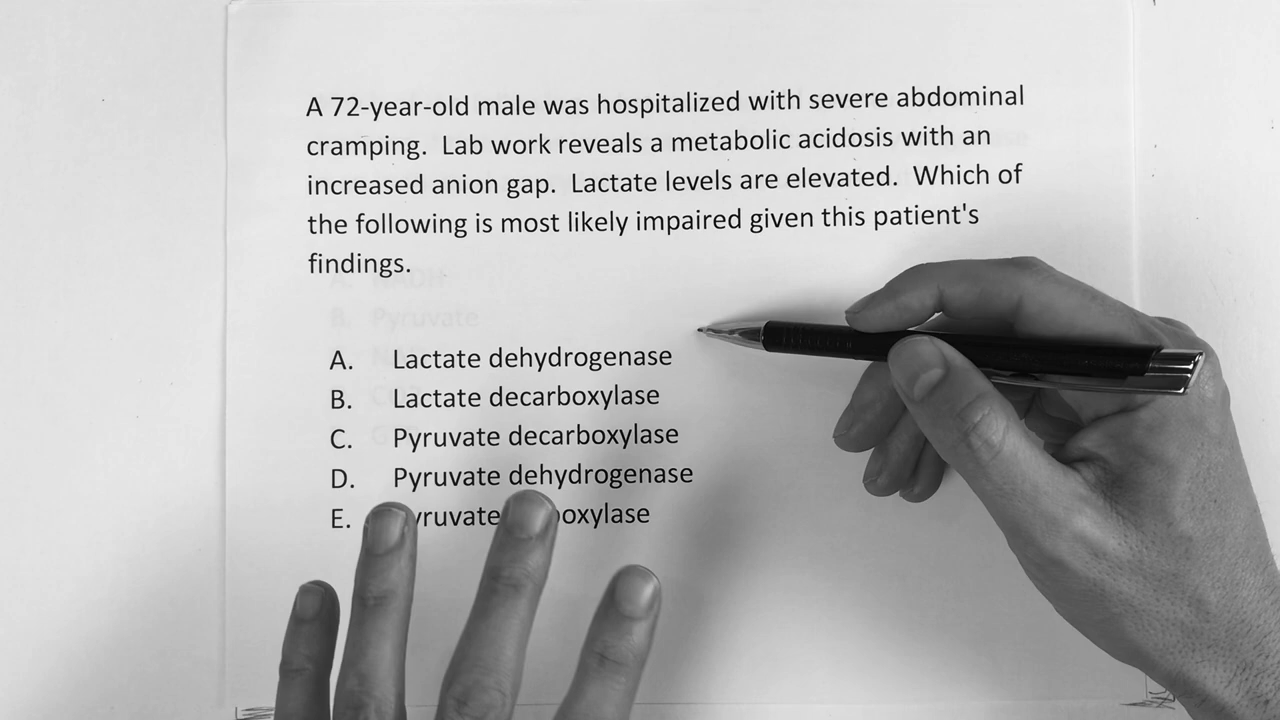 A 72-year-old male was hospitalized with severe abdominal
cramping. Lab work reveals a metabolic acidosis with an
increased anion gap. Lactate levels are elevated. Which of
the following is most likely impaired given this patient's
findings.
A. Lactate dehydrogenase
B. Lactate decarboxylase
C. Pyruvate decarboxylase
D. Pyruvate dehydrogenase
E.